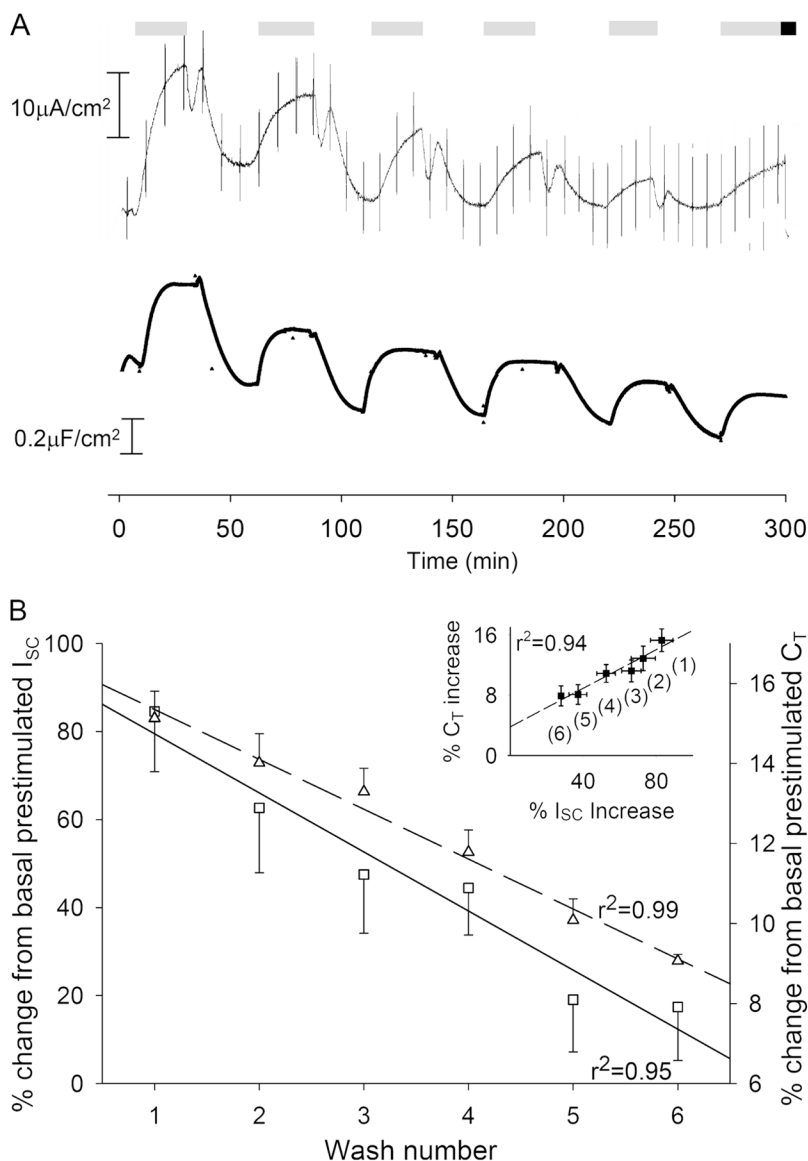 A
10μA/cm²
0.2μF/cm²
0 50 100 150 200 250 300
Time (min)
B
% change from basal prestimulated I_SC
100
80
60
40
20
0
1 2 3 4 5 6
Wash number
% change from basal prestimulated C_T
16
14
12
10
8
6
r²=0.99
r²=0.95
% C_T increase
16
8
0
r²=0.94
(1)
(2)
(3)
(4)
(5)
(6)
40 80
% I_SC Increase